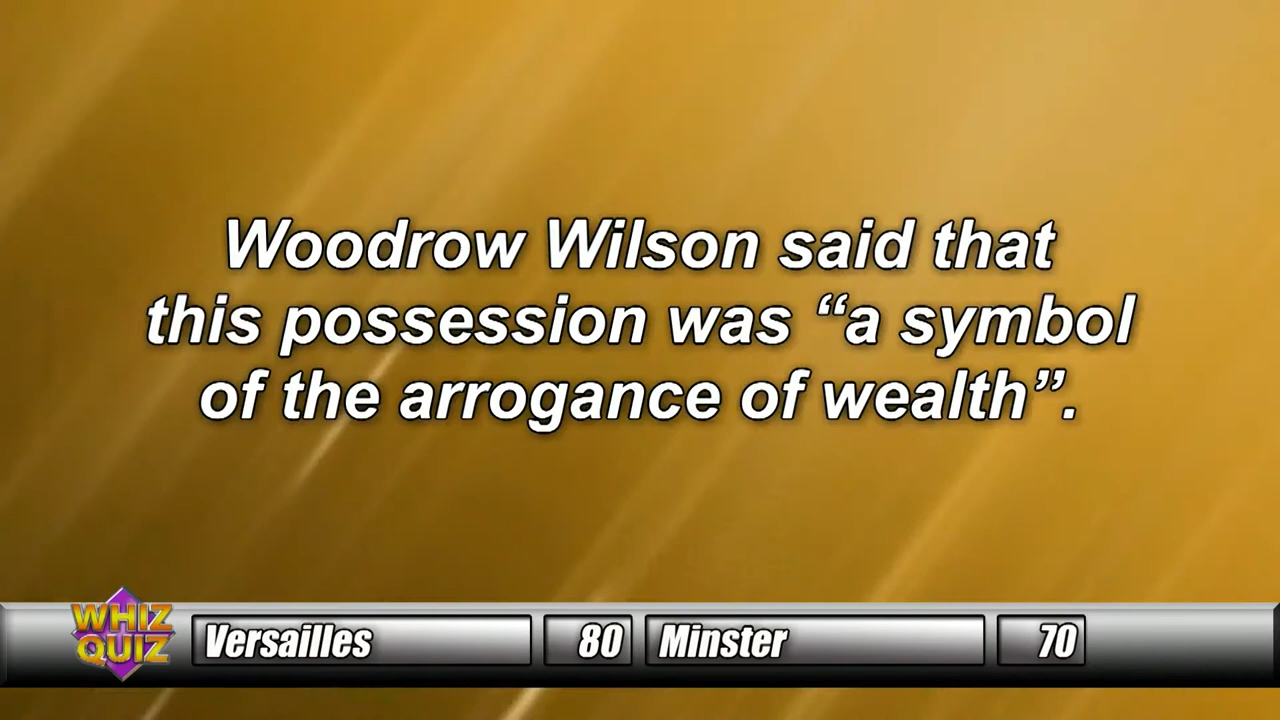 Woodrow Wilson said that
this possession was “a symbol
of the arrogance of wealth”.
WHIZ
QUIZ
Versailles 80 Minster 70